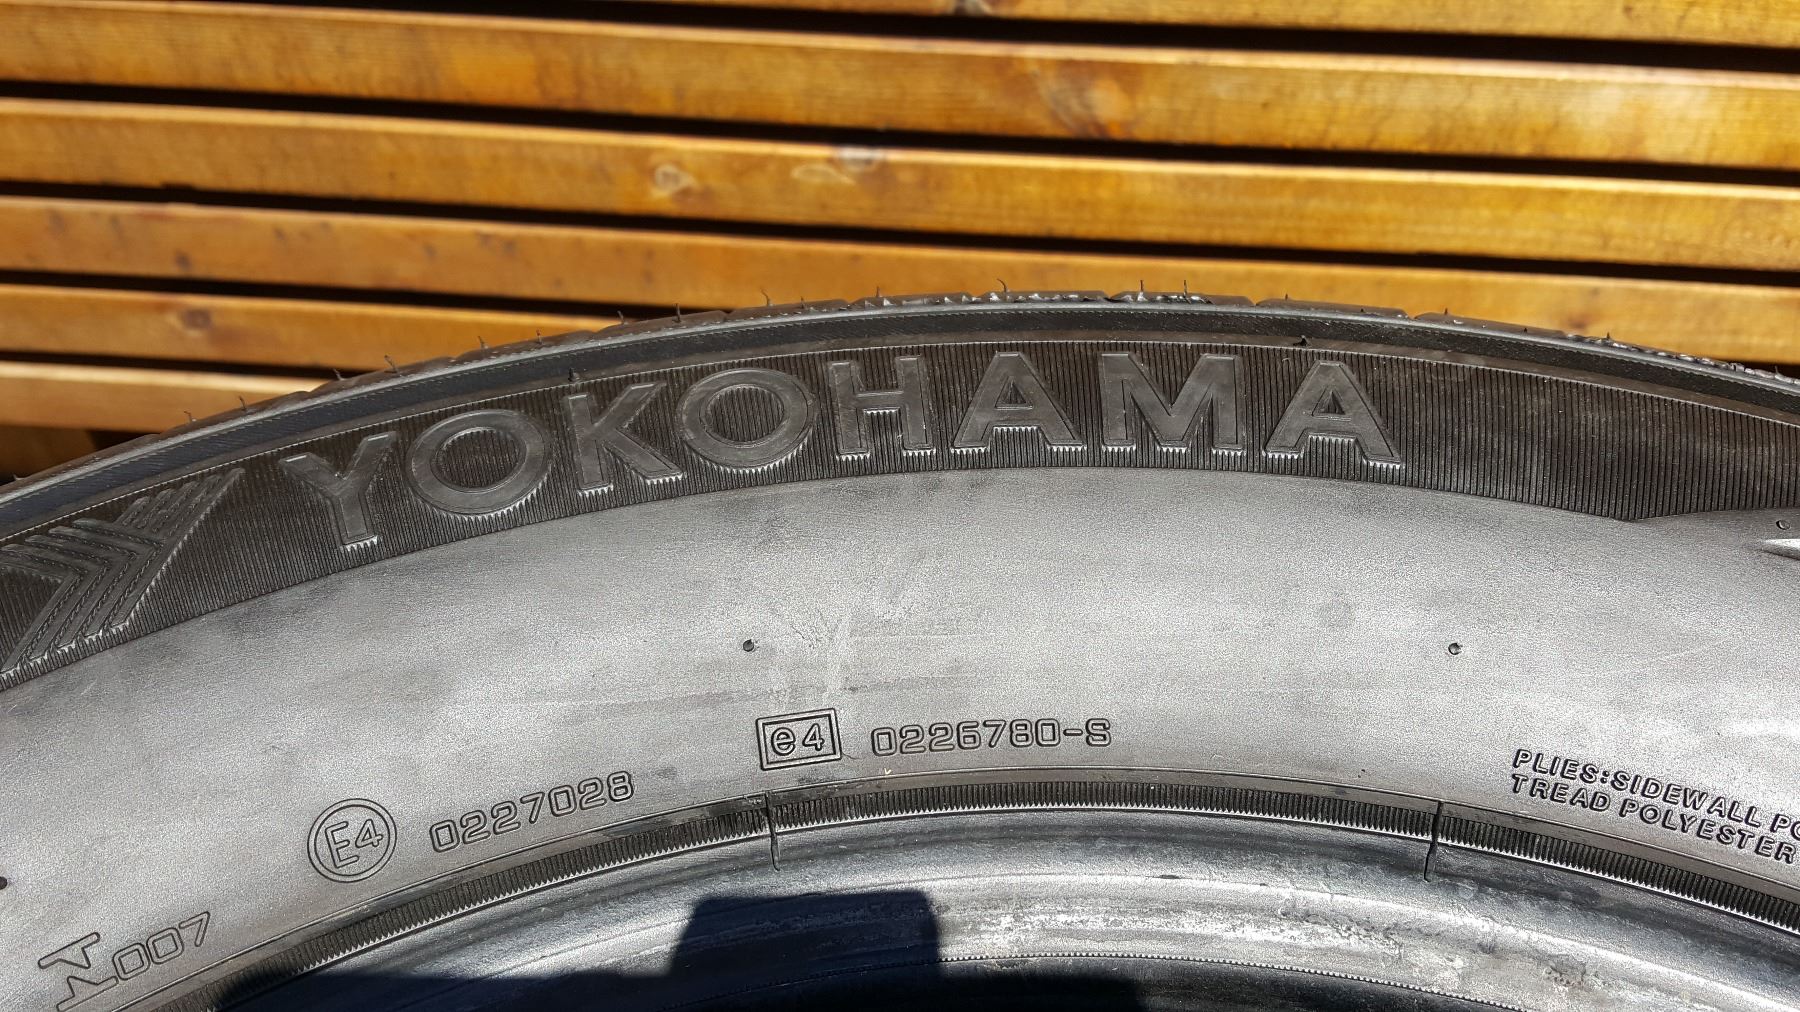 YOKOHAMA
e4 0226780-S
E4 0227028
007
PLIES:SIDEWALL
TREAD POLYESTER